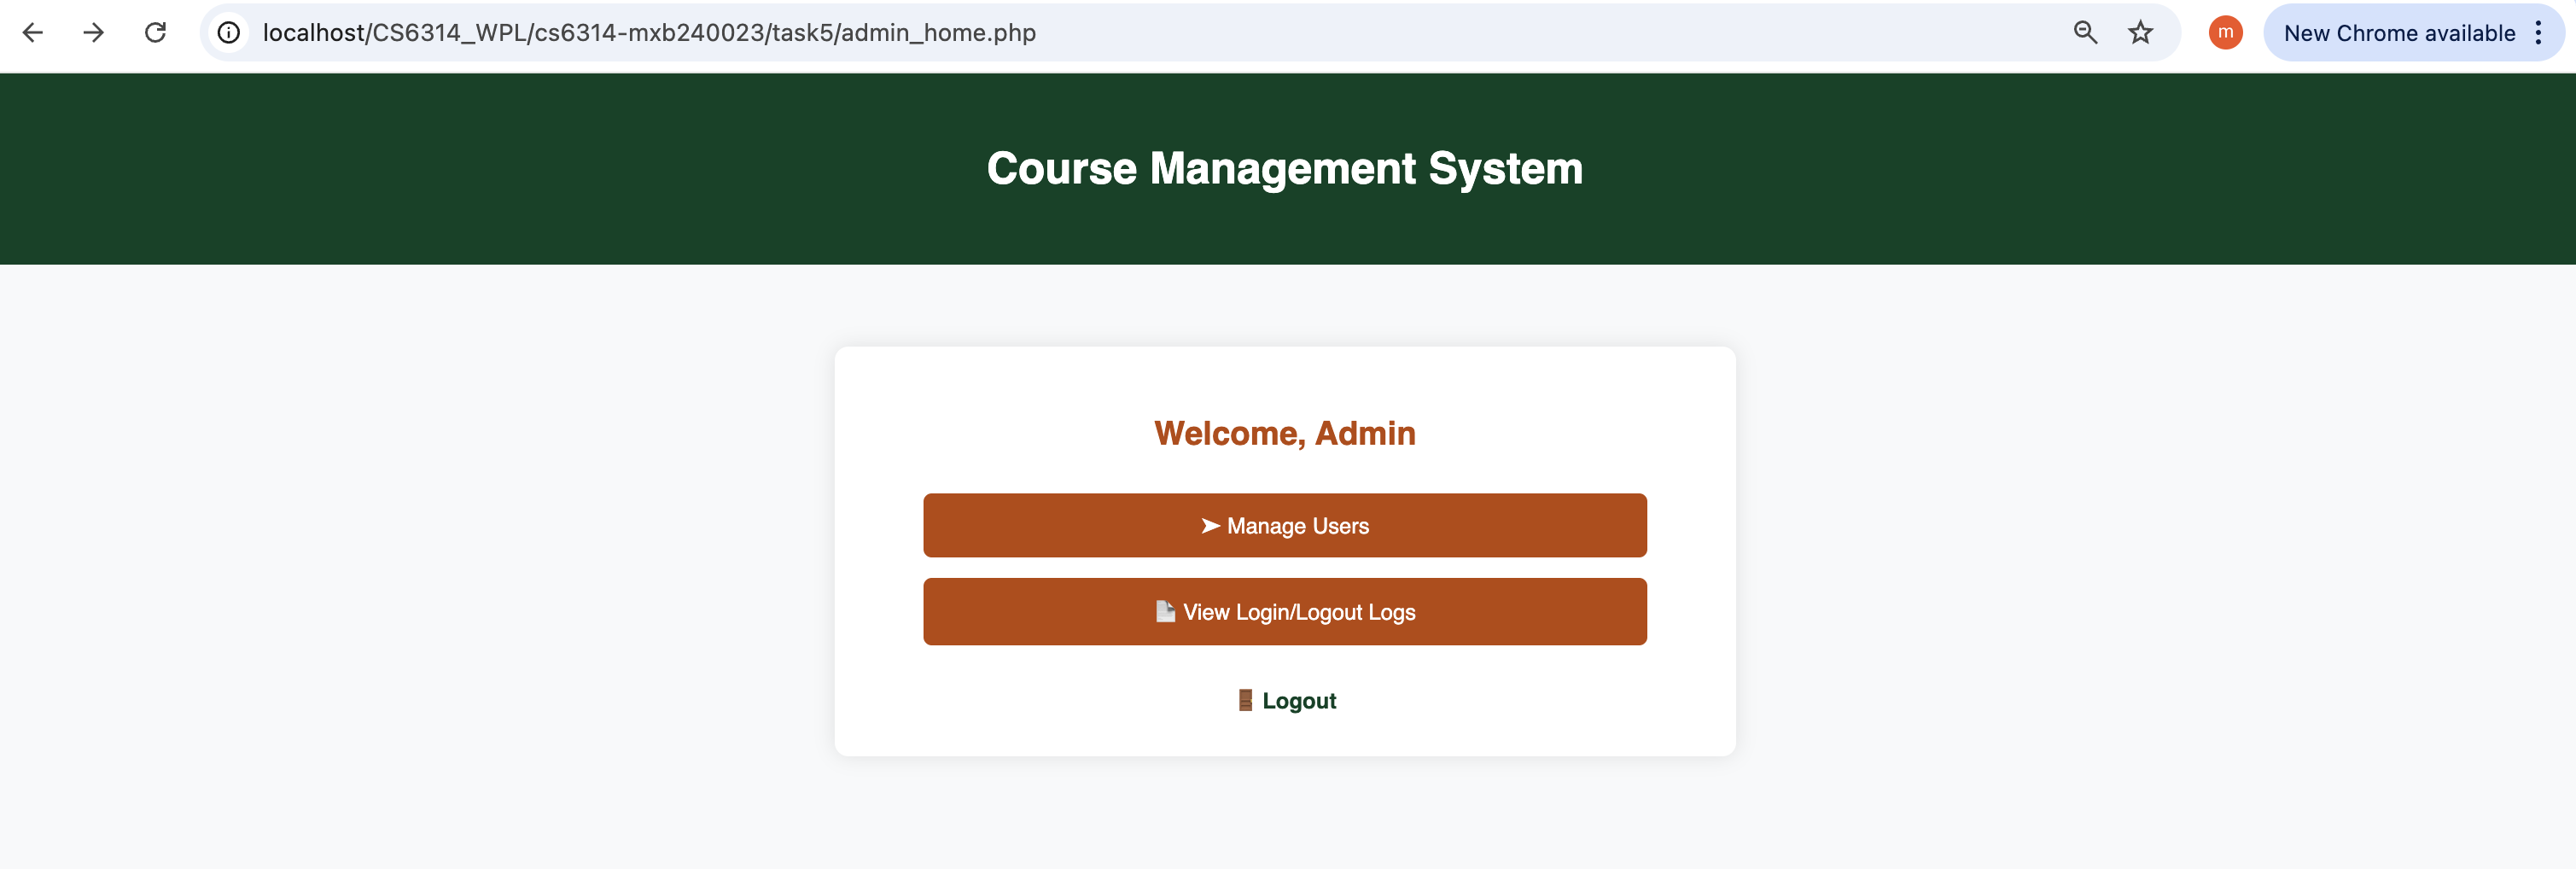 localhost/CS6314_WPL/cs6314-mxb240023/task5/admin_home.php
m
New Chrome available
Course Management System
Welcome, Admin
➤ Manage Users
View Login/Logout Logs
Logout